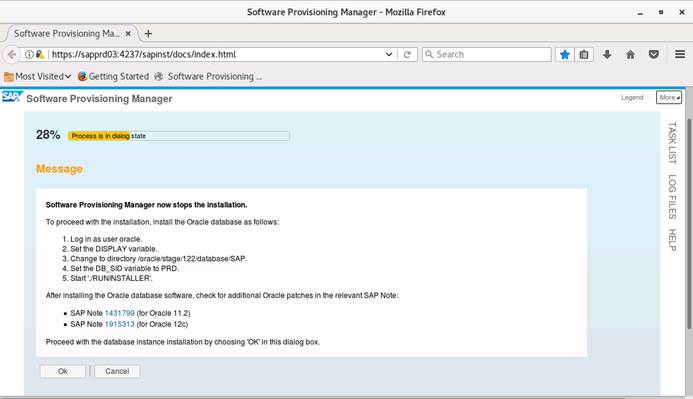 Software Provisioning Manager - Mozilla Firefox
Software Provisioning Ma...
https://sapprd03:4237/sapinst/docs/index.html
Search
Most Visited
Getting Started
Software Provisioning ...
SAP
Software Provisioning Manager
Legend
More
28%
Process is in dialog state
Message
Software Provisioning Manager now stops the installation.
To proceed with the installation, install the Oracle database as follows:
1. Log in as user oracle.
2. Set the DISPLAY variable.
3. Change to directory /oracle/stage/122/database/SAP.
4. Set the DB_SID variable to PRD.
5. Start './RUNINSTALLER'.
After installing the Oracle database software, check for additional Oracle patches in the relevant SAP Note:
• SAP Note 1431799 (for Oracle 11.2)
• SAP Note 1915313 (for Oracle 12c)
Proceed with the database instance installation by choosing 'OK' in this dialog box.
Ok
Cancel
TASK LIST
LOG FILES
HELP